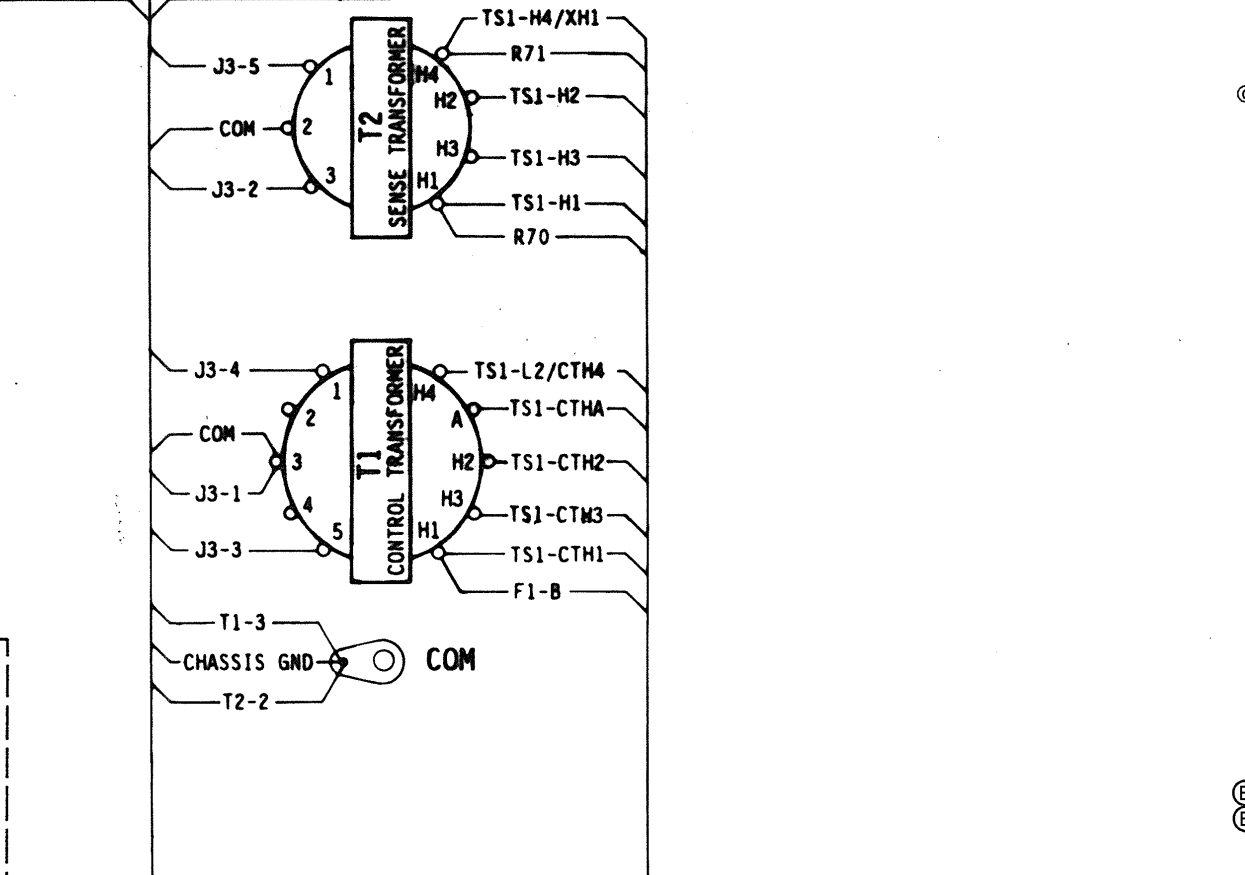 TS1-H4/XH1
R71
J3-5
1
H4
H2
TS1-H2
COM
2
T2
SENSE TRANSFORMER
H3
TS1-H3
J3-2
3
H1
TS1-H1
R70
J3-4
1
H4
TS1-L2/CTH4
2
A
TS1-CTHA
COM
3
T1
CONTROL TRANSFORMER
H2
TS1-CTH2
J3-1
4
H3
TS1-CTH3
J3-3
5
H1
TS1-CTH1
F1-B
T1-3
CHASSIS GND
COM
T2-2